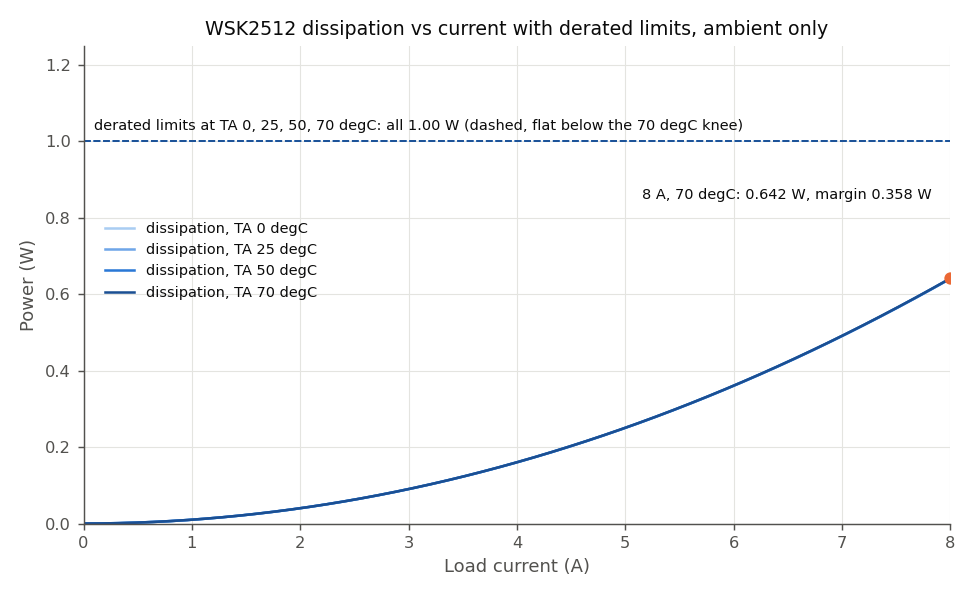 WSK2512 dissipation vs current with derated limits, ambient only
1.2
derated limits at TA 0, 25, 50, 70 degC: all 1.00 W (dashed, flat below the 70 degC knee)
1.0
8 A, 70 degC: 0.642 W, margin 0.358 W
0.8
dissipation, TA 0 degC
dissipation, TA 25 degC
dissipation, TA 50 degC
dissipation, TA 70 degC
Power (W)
0.6
0.4
0.2
0.0
0 1 2 3 4 5 6 7 8
Load current (A)